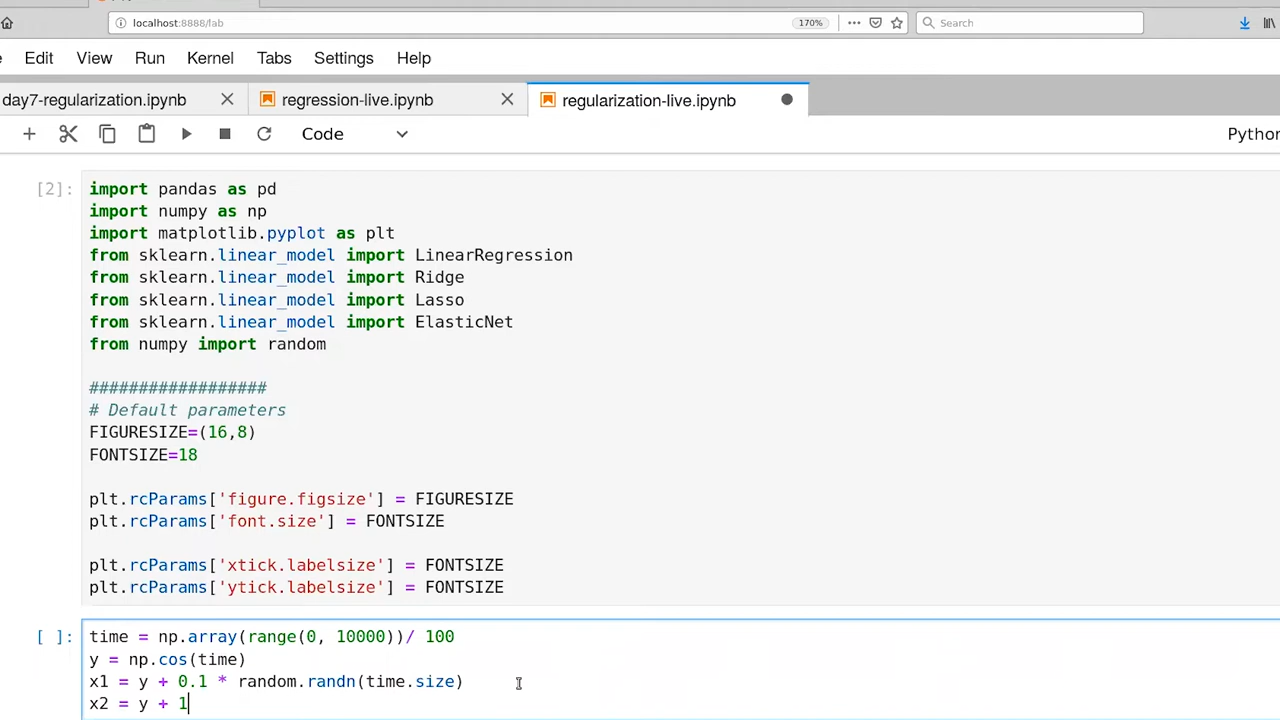 localhost:8888/lab
170%
Search
Edit View Run Kernel Tabs Settings Help
day7-regularization.ipynb
regression-live.ipynb
regularization-live.ipynb
Code
[2]:
import pandas as pd
import numpy as np
import matplotlib.pyplot as plt
from sklearn.linear_model import LinearRegression
from sklearn.linear_model import Ridge
from sklearn.linear_model import Lasso
from sklearn.linear_model import ElasticNet
from numpy import random
##################
# Default parameters
FIGURESIZE=(16,8)
FONTSIZE=18
plt.rcParams['figure.figsize'] = FIGURESIZE
plt.rcParams['font.size'] = FONTSIZE
plt.rcParams['xtick.labelsize'] = FONTSIZE
plt.rcParams['ytick.labelsize'] = FONTSIZE
[ ]:
time = np.array(range(0, 10000))/ 100
y = np.cos(time)
x1 = y + 0.1 * random.randn(time.size)
x2 = y + 1